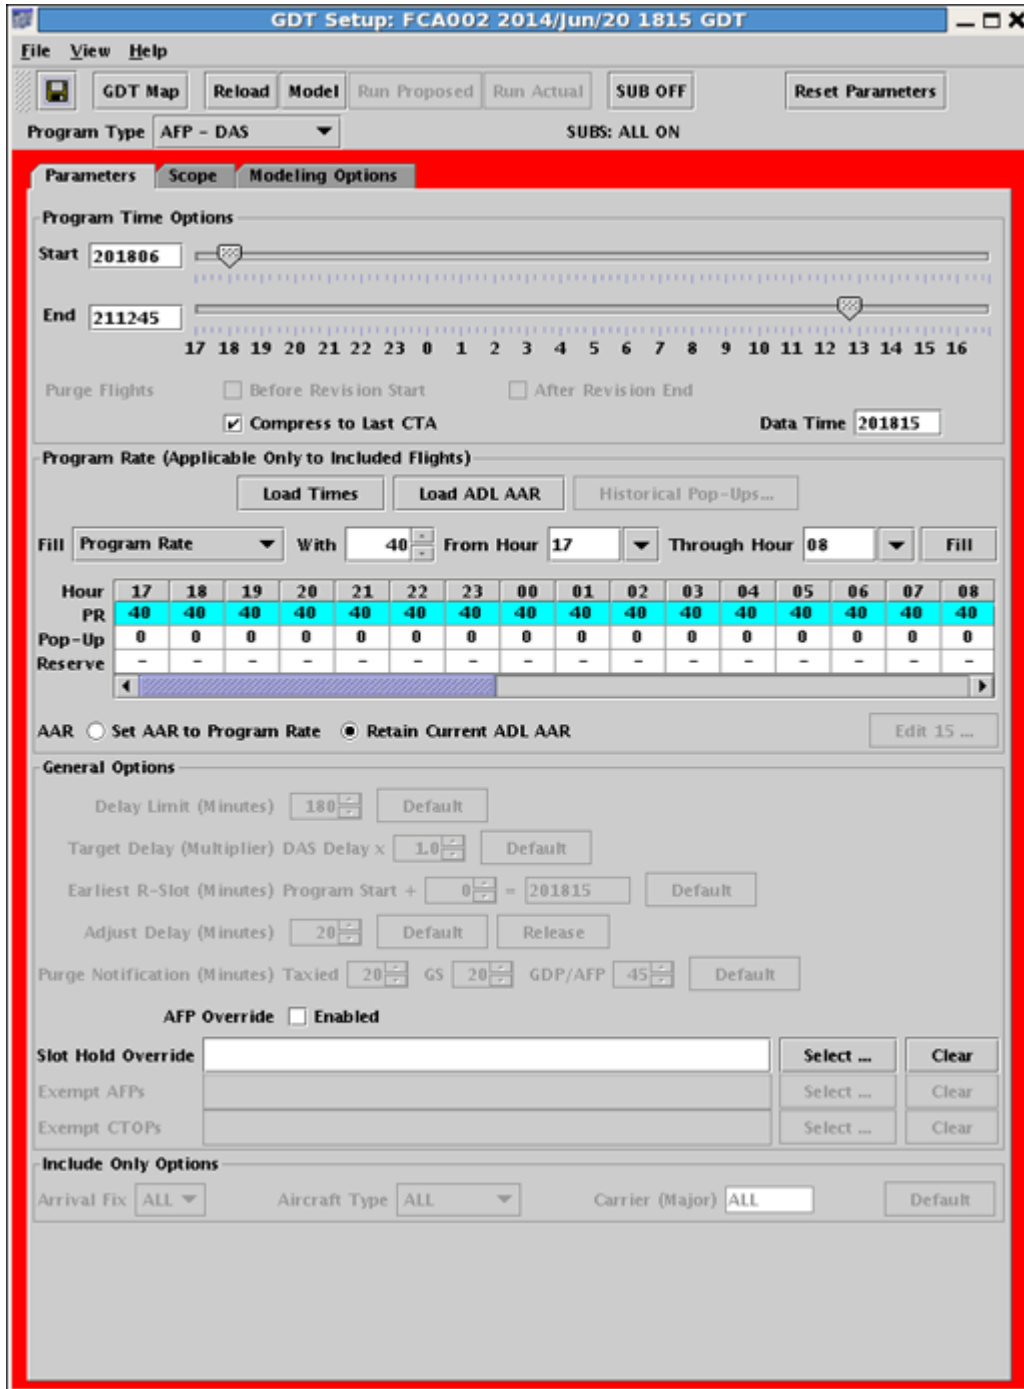 GDT Setup: FCA002 2014/Jun/20 1815 GDT
File View Help
GDT Map Reload Model Run Proposed Run Actual SUB OFF Reset Parameters
Program Type AFP - DAS SUBS: ALL ON
Parameters Scope Modeling Options
Program Time Options
Start 201806
End 211245
17 18 19 20 21 22 23 0 1 2 3 4 5 6 7 8 9 10 11 12 13 14 15 16
Purge Flights Before Revision Start After Revision End
Compress to Last CTA Data Time 201815
Program Rate (Applicable Only to Included Flights)
Load Times Load ADL AAR Historical Pop-Ups...
Fill Program Rate With 40 From Hour 17 Through Hour 08 Fill
Hour 17 18 19 20 21 22 23 00 01 02 03 04 05 06 07 08
PR 40 40 40 40 40 40 40 40 40 40 40 40 40 40 40 40
Pop-Up 0 0 0 0 0 0 0 0 0 0 0 0 0 0 0 0
Reserve - - - - - - - - - - - - - - - -
AAR Set AAR to Program Rate Retain Current ADL AAR Edit 15 ...
General Options
Delay Limit (Minutes) 180 Default
Target Delay (Multiplier) DAS Delay x 1.0 Default
Earliest R-Slot (Minutes) Program Start + 0 = 201815 Default
Adjust Delay (Minutes) 20 Default Release
Purge Notification (Minutes) Taxied 20 GS 20 GDP/AFP 45 Default
AFP Override Enabled
Slot Hold Override Select ... Clear
Exempt AFPs Select ... Clear
Exempt CTOPs Select ... Clear
Include Only Options
Arrival Fix ALL Aircraft Type ALL Carrier (Major) ALL Default